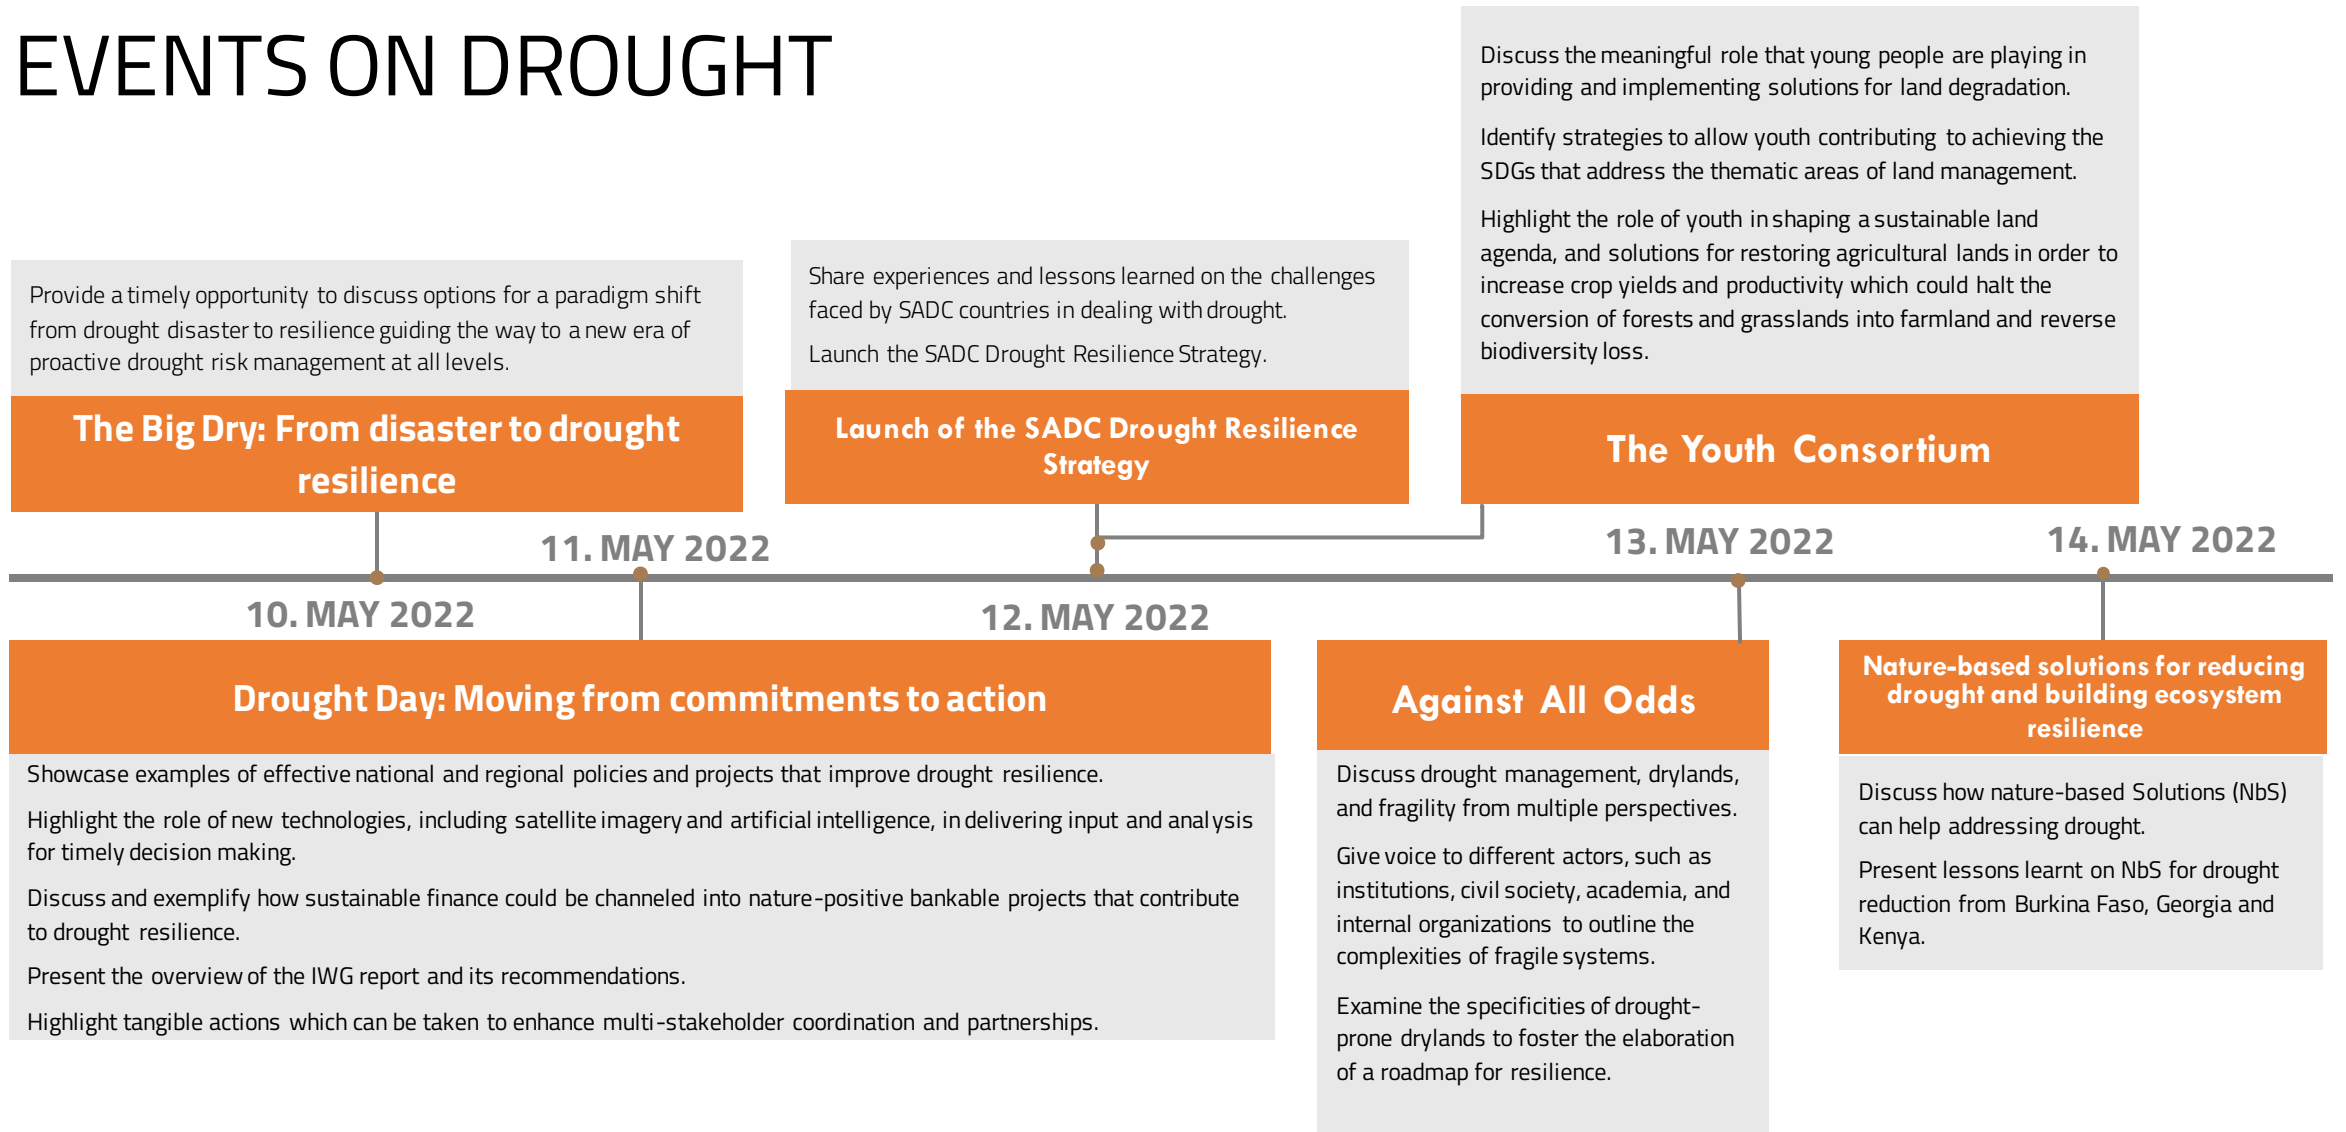 EVENTS ON DROUGHT
Provide a timely opportunity to discuss options for a paradigm shift
from drought disaster to resilience guiding the way to a new era of
proactive drought risk management at all levels.
The Big Dry: From disaster to drought
resilience
10. MAY 2022
11. MAY 2022
Drought Day: Moving from commitments to action
Showcase examples of effective national and regional policies and projects that improve drought resilience.
Highlight the role of new technologies, including satellite imagery and artificial intelligence, in delivering input and analysis
for timely decision making.
Discuss and exemplify how sustainable finance could be channeled into nature-positive bankable projects that contribute
to drought resilience.
Present the overview of the IWG report and its recommendations.
Highlight tangible actions which can be taken to enhance multi-stakeholder coordination and partnerships.
Share experiences and lessons learned on the challenges
faced by SADC countries in dealing with drought.
Launch the SADC Drought Resilience Strategy.
Launch of the SADC Drought Resilience
Strategy
12. MAY 2022
Discuss the meaningful role that young people are playing in
providing and implementing solutions for land degradation.
Identify strategies to allow youth contributing to achieving the
SDGs that address the thematic areas of land management.
Highlight the role of youth in shaping a sustainable land
agenda, and solutions for restoring agricultural lands in order to
increase crop yields and productivity which could halt the
conversion of forests and grasslands into farmland and reverse
biodiversity loss.
The Youth Consortium
13. MAY 2022
Against All Odds
Discuss drought management, drylands,
and fragility from multiple perspectives.
Give voice to different actors, such as
institutions, civil society, academia, and
internal organizations to outline the
complexities of fragile systems.
Examine the specificities of drought-
prone drylands to foster the elaboration
of a roadmap for resilience.
14. MAY 2022
Nature-based solutions for reducing
drought and building ecosystem
resilience
Discuss how nature-based Solutions (NbS)
can help addressing drought.
Present lessons learnt on NbS for drought
reduction from Burkina Faso, Georgia and
Kenya.